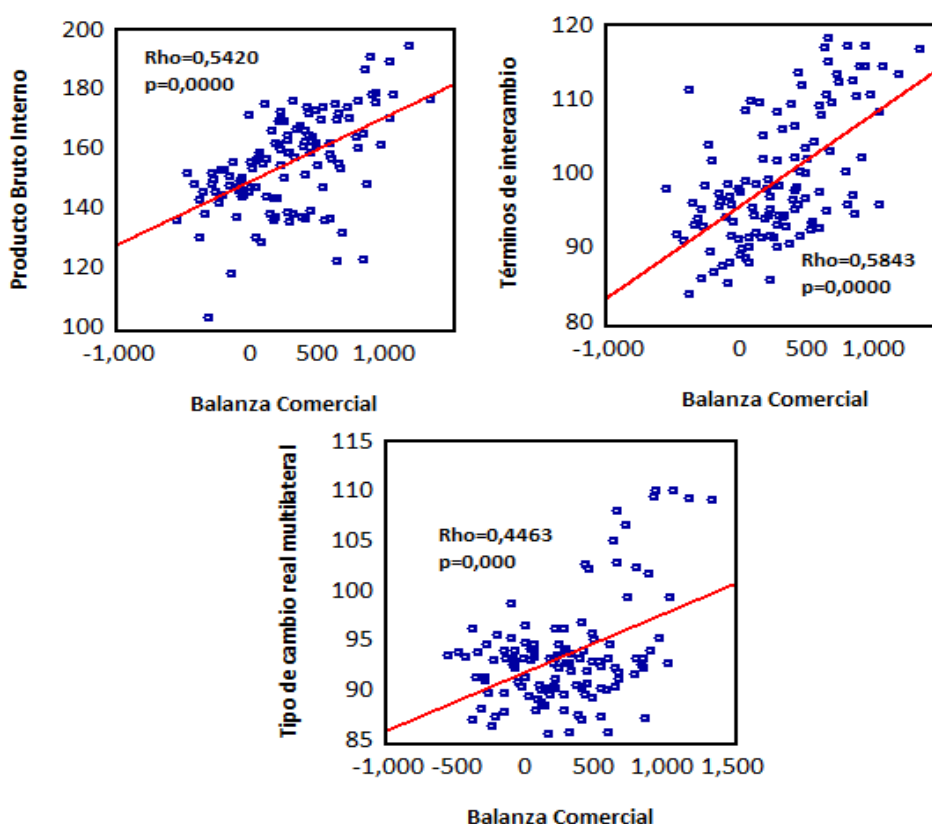 Producto Bruto Interno
200
180
160
140
120
100
Rho=0,5420
p=0,0000
-1,000 0 500 1,000
Balanza Comercial
Términos de intercambio
120
110
100
90
80
Rho=0,5843
p=0,0000
-1,000 0 500 1,000
Balanza Comercial
Tipo de cambio real multilateral
115
110
105
100
95
90
85
Rho=0,4463
p=0,000
-1,000 -500 0 500 1,000 1,500
Balanza Comercial